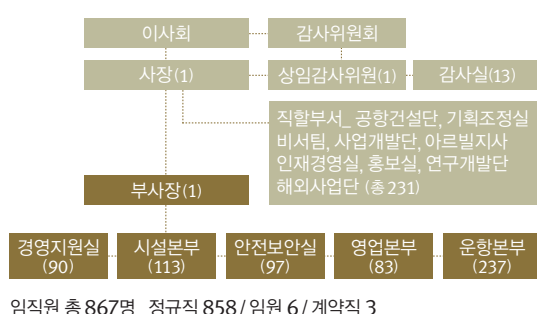 이사회
감사위원회
사장(1)
상임감사위원(1)
감사실(13)
직할부서_ 공항건설단, 기획조정실
비서팀, 사업개발단, 아르빌지사
인재경영실, 홍보실, 연구개발단
해외사업단 (총 231)
부사장(1)
경영지원실
(90)
시설본부
(113)
안전보안실
(97)
영업본부
(83)
운항본부
(237)
임직원 총 867명_ 정규직 858 / 임원 6 / 계약직 3